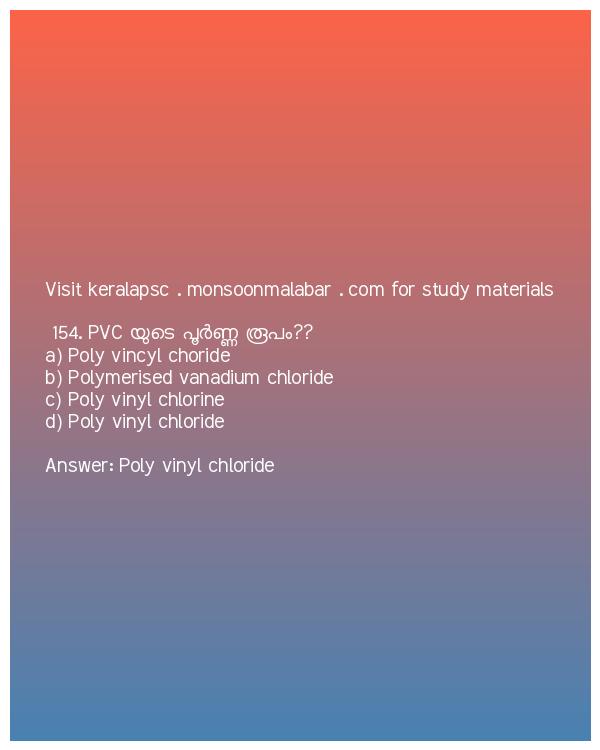 Visit keralapsc . monsoonmalabar . com for study materials
154. PVC യുടെ പൂർണ്ണ രൂപം??
a) Poly vincyl choride
b) Polymerised vanadium chloride
c) Poly vinyl chlorine
d) Poly vinyl chloride
Answer: Poly vinyl chloride